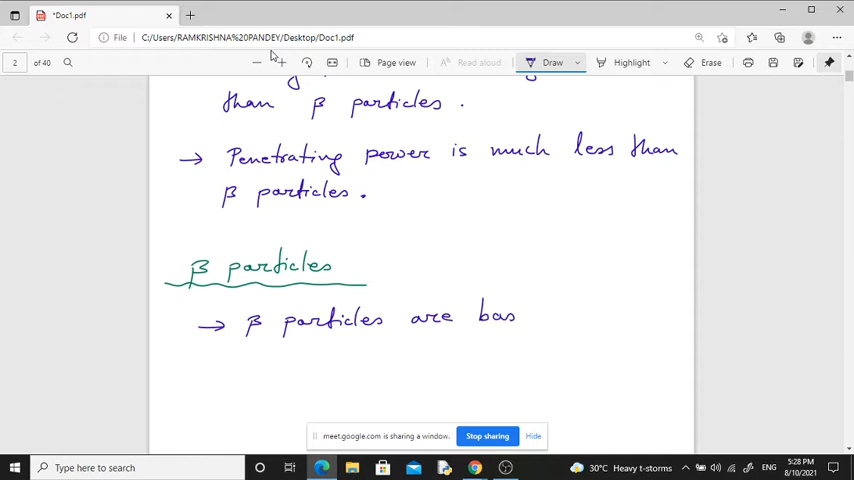 *Doc1.pdf
File C:/Users/RAMKRISHNA%20PANDEY/Desktop/Doc1.pdf
2 of 40 Page view Read aloud Draw Highlight Erase
than β particles .
→ Penetrating power is much less than
β particles .
β particles
→ β particles are bas
meet.google.com is sharing a window. Stop sharing Hide
Type here to search 30°C Heavy t-storms ENG 5:28 PM
8/10/2021